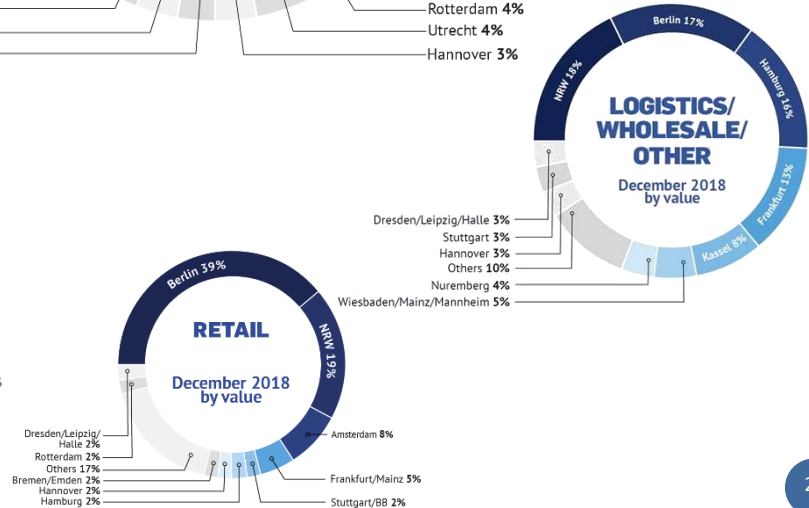 Rotterdam 4%
Utrecht 4%
Hannover 3%
NRW 18%
Berlin 17%
Hamburg 16%
Frankfurt 13%
Kassel 8%
LOGISTICS/
WHOLESALE/
OTHER
December 2018
by value
Dresden/Leipzig/Halle 3%
Stuttgart 3%
Hannover 3%
Others 10%
Nuremberg 4%
Wiesbaden/Mainz/Mannheim 5%
Berlin 39%
NRW 19%
RETAIL
December 2018
by value
Amsterdam 8%
Frankfurt/Mainz 5%
Stuttgart/BB 2%
Dresden/Leipzig/
Halle 2%
Rotterdam 2%
Others 17%
Bremen/Emden 2%
Hannover 2%
Hamburg 2%